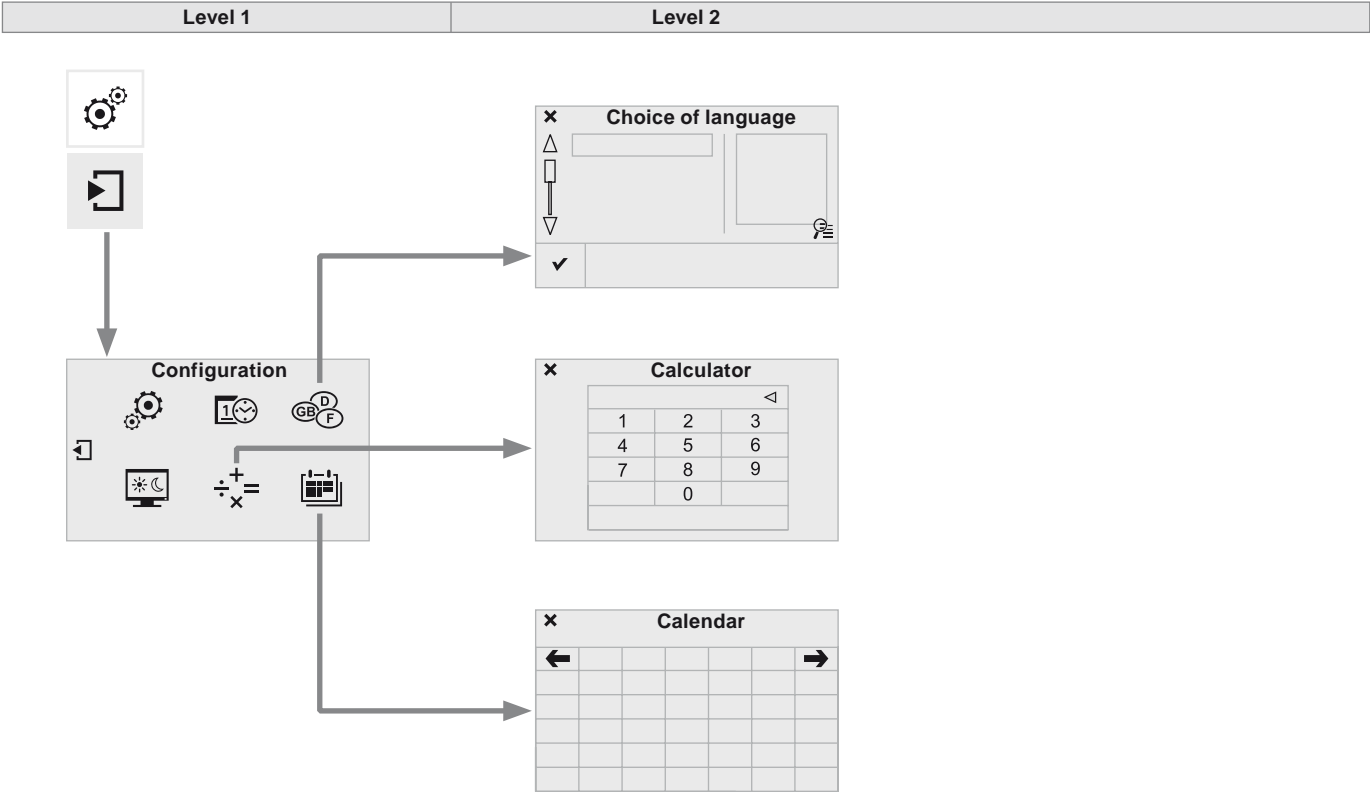 Level 1 Level 2
Choice of language
Configuration
1 GB D F
÷ + × =
Calculator
1 2 3
4 5 6
7 8 9
0
Calendar